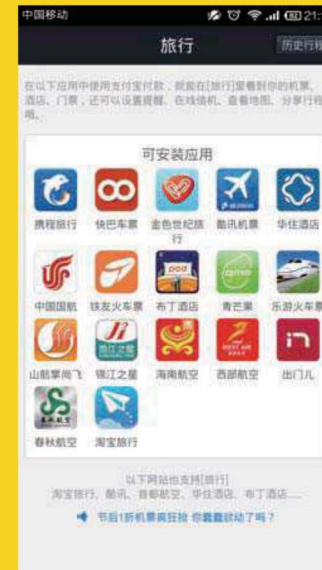 中国移动 82 21:
旅行
历史行程
在以下应用中使用支付宝付款，就能在[旅行]里看到你的机票、
酒店、门票，还可以设置提醒、在线值机、查看地图、分享行程
哦。
可安装应用
携程旅行 快巴车票 金色世纪旅行 酷讯机票 华住酒店
中国国航 铁友火车票 布丁酒店 青芒果 乐游火车票
山航掌尚飞 锦江之星 海南航空 西部航空 出门儿
春秋航空 淘宝旅行
以下网站也支持[旅行]
淘宝旅行、酷讯、首都航空、华住酒店、布丁酒店......
节后1折机票疯狂抢 你蠢蠢欲动了吗？